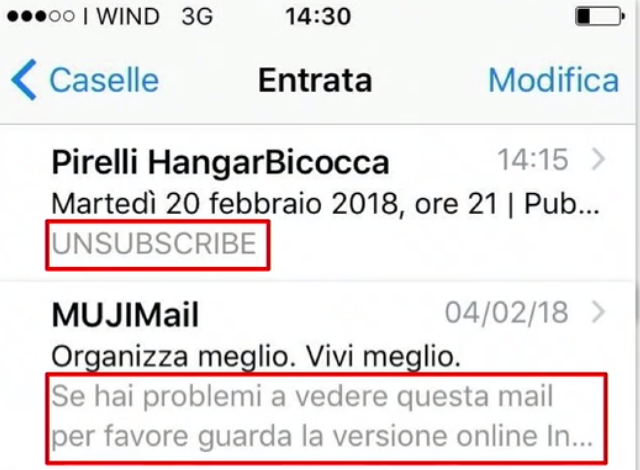 I WIND 3G 14:30
Caselle Entrata Modifica
Pirelli HangarBicocca 14:15
Martedì 20 febbraio 2018, ore 21 | Pub...
UNSUBSCRIBE
MUJIMail 04/02/18
Organizza meglio. Vivi meglio.
Se hai problemi a vedere questa mail
per favore guarda la versione online In...